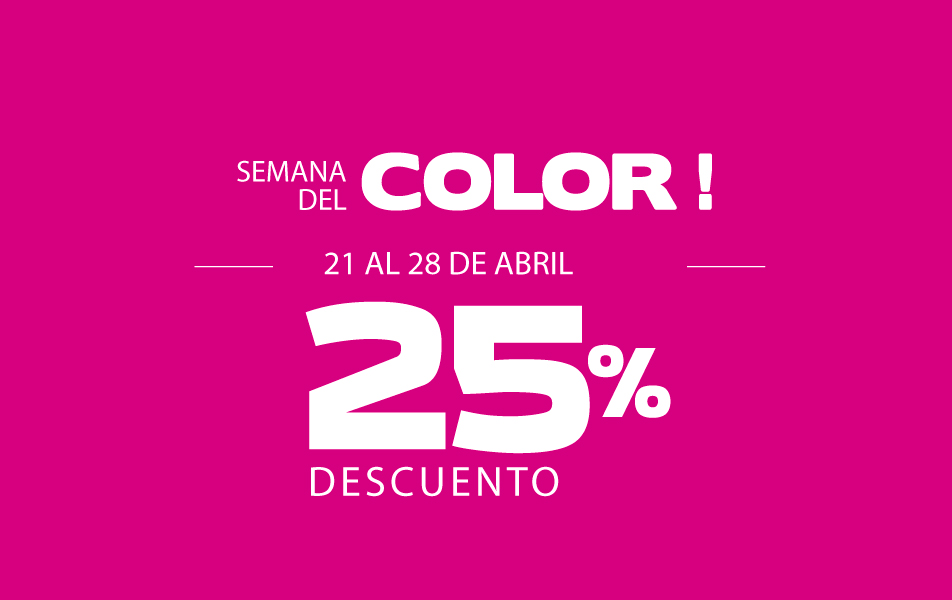 SEMANA
DEL COLOR !
21 AL 28 DE ABRIL
25%
DESCUENTO